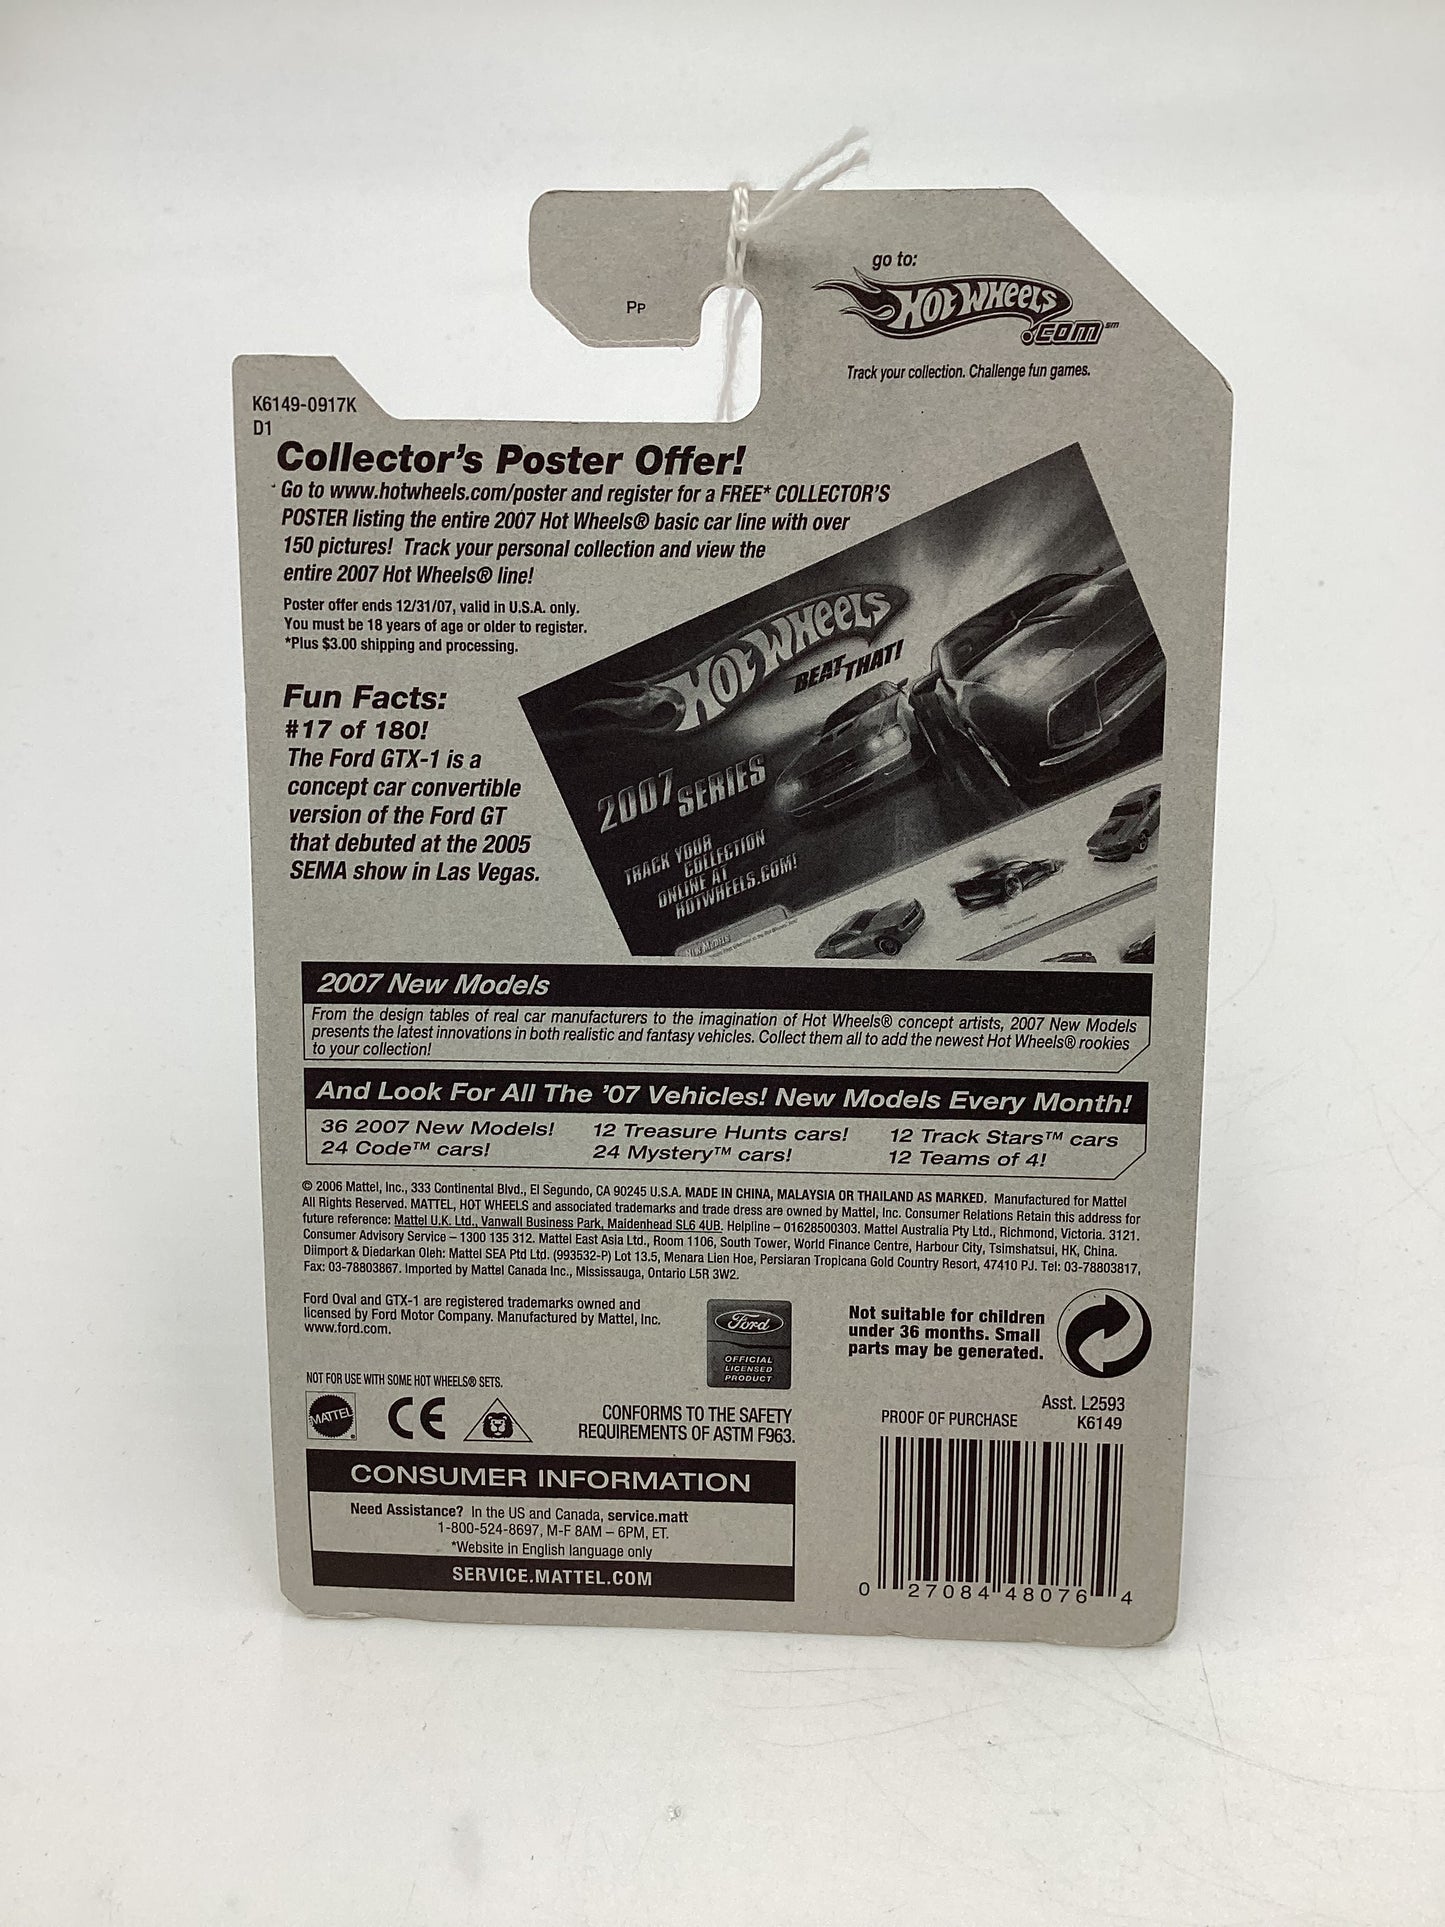 Pp
go to:
Hot Wheels
.com℠
Track your collection. Challenge fun games.
K6149-0917K
D1
Collector's Poster Offer!
Go to www.hotwheels.com/poster and register for a FREE* COLLECTOR'S
POSTER listing the entire 2007 Hot Wheels® basic car line with over
150 pictures! Track your personal collection and view the
entire 2007 Hot Wheels® line!
Poster offer ends 12/31/07, valid in U.S.A. only.
You must be 18 years of age or older to register.
*Plus $3.00 shipping and processing.
Hot Wheels
BEAT THAT!
2007 SERIES
TRACK YOUR
COLLECTION
ONLINE AT
HOTWHEELS.COM!
New Models
Fun Facts:
#17 of 180!
The Ford GTX-1 is a
concept car convertible
version of the Ford GT
that debuted at the 2005
SEMA show in Las Vegas.
2007 New Models
From the design tables of real car manufacturers to the imagination of Hot Wheels® concept artists, 2007 New Models
presents the latest innovations in both realistic and fantasy vehicles. Collect them all to add the newest Hot Wheels® rookies
to your collection!
And Look For All The '07 Vehicles! New Models Every Month!
36 2007 New Models! 12 Treasure Hunts cars! 12 Track Stars™ cars
24 Code™ cars! 24 Mystery™ cars! 12 Teams of 4!
© 2006 Mattel, Inc., 333 Continental Blvd., El Segundo, CA 90245 U.S.A. MADE IN CHINA, MALAYSIA OR THAILAND AS MARKED. Manufactured for Mattel
All Rights Reserved. MATTEL, HOT WHEELS and associated trademarks and trade dress are owned by Mattel, Inc. Consumer Relations Retain this address for
future reference: Mattel U.K. Ltd., Vanwall Business Park, Maidenhead SL6 4UB. Helpline – 01628500303. Mattel Australia Pty Ltd., Richmond, Victoria. 3121.
Consumer Advisory Service – 1300 135 312. Mattel East Asia Ltd., Room 1106, South Tower, World Finance Centre, Harbour City, Tsimshatsui, HK, China.
Diimport & Diedarkan Oleh: Mattel SEA Ptd Ltd. (993532-P) Lot 13.5, Menara Lien Hoe, Persiaran Tropicana Gold Country Resort, 47410 PJ. Tel: 03-78803817,
Fax: 03-78803867. Imported by Mattel Canada Inc., Mississauga, Ontario L5R 3W2.
Ford Oval and GTX-1 are registered trademarks owned and
licensed by Ford Motor Company. Manufactured by Mattel, Inc.
www.ford.com.
Ford
OFFICIAL
LICENSED
PRODUCT
Not suitable for children
under 36 months. Small
parts may be generated.
NOT FOR USE WITH SOME HOT WHEELS® SETS.
MATTEL®
CE
CONFORMS TO THE SAFETY
REQUIREMENTS OF ASTM F963.
Asst. L2593
PROOF OF PURCHASE K6149
CONSUMER INFORMATION
Need Assistance? In the US and Canada, service.matt
1-800-524-8697, M-F 8AM – 6PM, ET.
*Website in English language only
SERVICE.MATTEL.COM
0 27084 48076 4